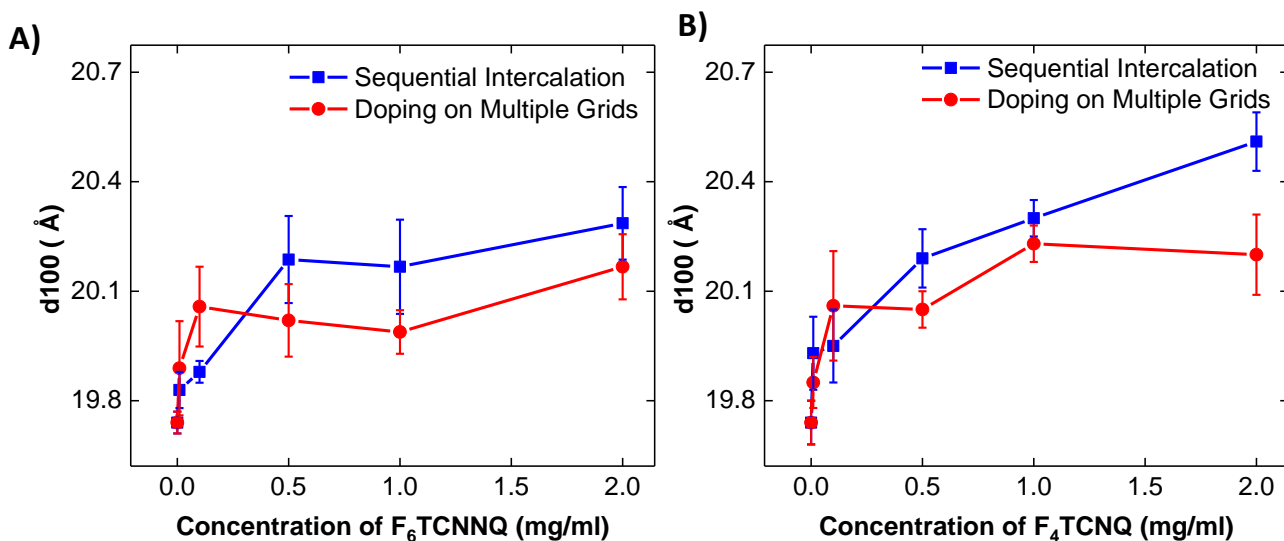 A)
20.7
20.4
20.1
19.8
d100 ( Å)
Sequential Intercalation
Doping on Multiple Grids
0.0 0.5 1.0 1.5 2.0
Concentration of F₆TCNNQ (mg/ml)
B)
20.7
20.4
20.1
19.8
d100 ( Å)
Sequential Intercalation
Doping on Multiple Grids
0.0 0.5 1.0 1.5 2.0
Concentration of F₄TCNQ (mg/ml)